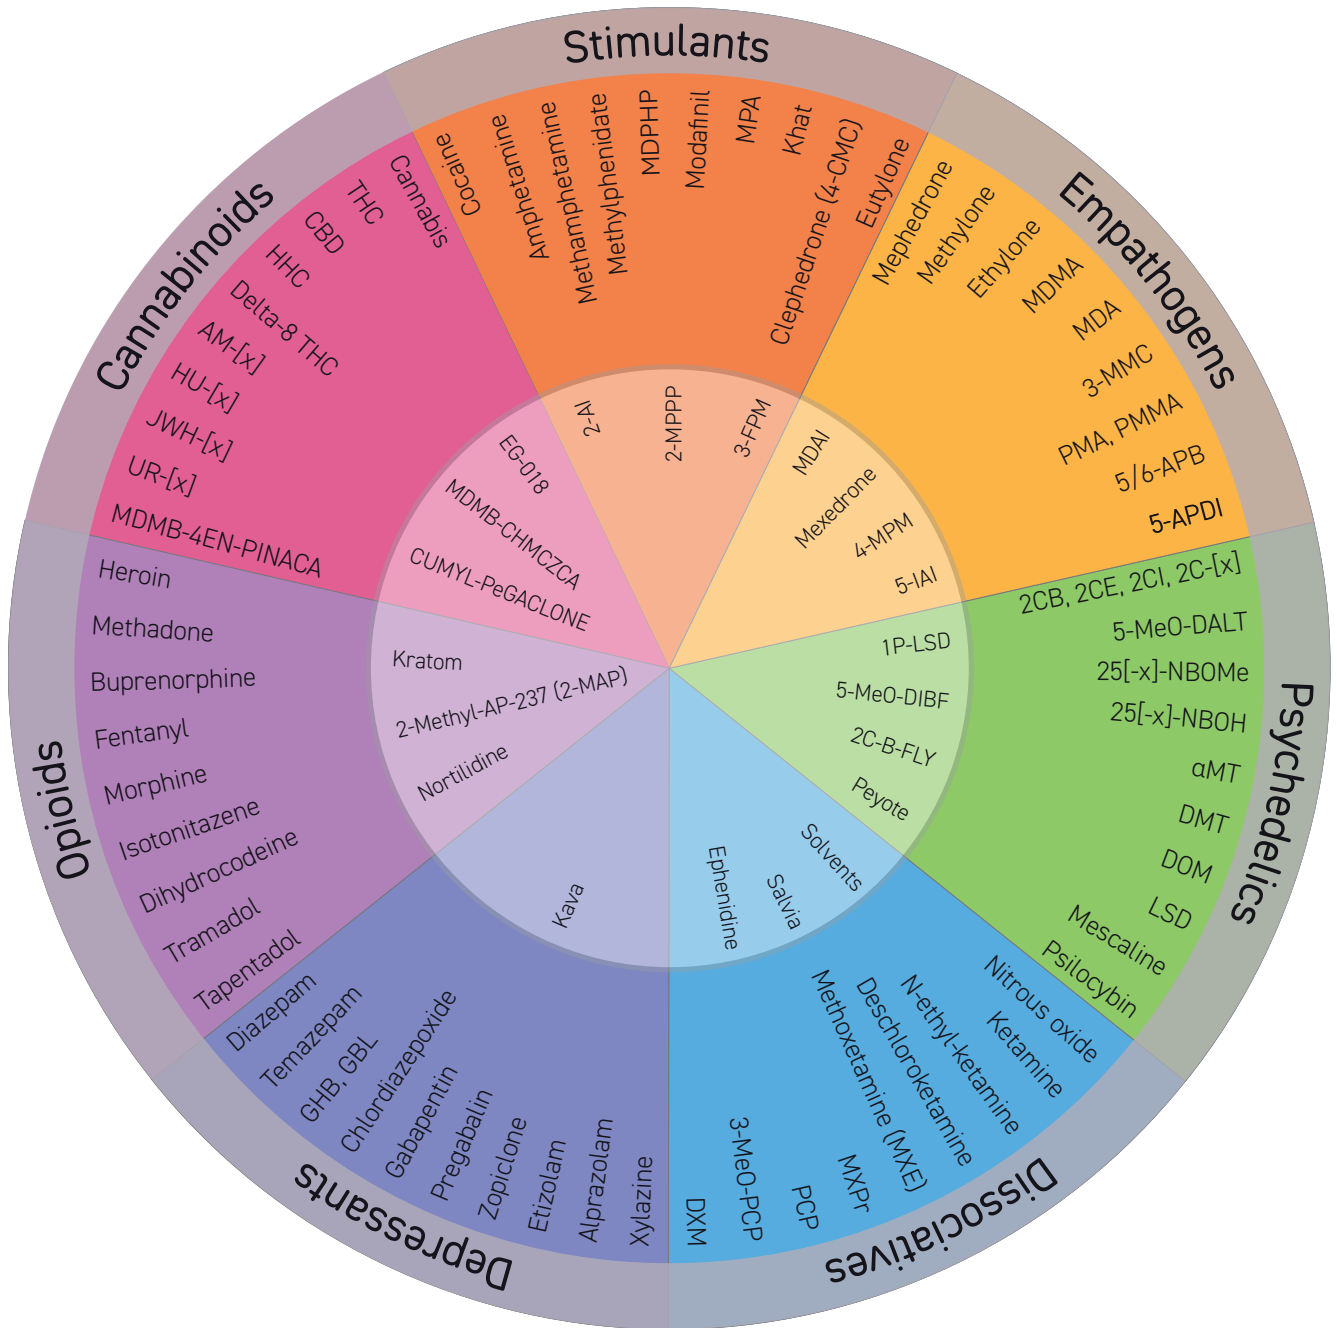 Stimulants
Cocaine
Amphetamine
Methamphetamine
Methylphenidate
MDPHP
Modafinil
MPA
Khat
Clephedrone (4-CMC)
Eutylone
2-AI
2-MPPP
3-FPM
Empathogens
Mephedrone
Methylone
Ethylone
MDMA
MDA
3-MMC
PMA, PMMA
5/6-APB
5-APDI
MDAI
Mexedrone
4-MPM
5-IAI
Psychedelics
2CB, 2CE, 2CI, 2C-[x]
5-MeO-DALT
25[-x]-NBOMe
25[-x]-NBOH
αMT
DMT
DOM
LSD
Mescaline
Psilocybin
1P-LSD
5-MeO-DIBF
2C-B-FLY
Peyote
Dissociatives
Nitrous oxide
Ketamine
N-ethyl-ketamine
Deschloroketamine
Methoxetamine (MXE)
MXPr
PCP
3-MeO-PCP
DXM
Solvents
Salvia
Ephenidine
Depressants
Xylazine
Alprazolam
Etizolam
Zopiclone
Pregabalin
Gabapentin
Chlordiazepoxide
GHB, GBL
Temazepam
Diazepam
Kava
Opioids
Tapentadol
Tramadol
Dihydrocodeine
Isotonitazene
Morphine
Fentanyl
Buprenorphine
Methadone
Heroin
Nortilidine
2-Methyl-AP-237 (2-MAP)
Kratom
Cannabinoids
MDMB-4EN-PINACA
UR-[x]
JWH-[x]
HU-[x]
AM-[x]
Delta-8 THC
HHC
CBD
THC
Cannabis
CUMYL-PeGACLONE
MDMB-CHMCZCA
EG-018